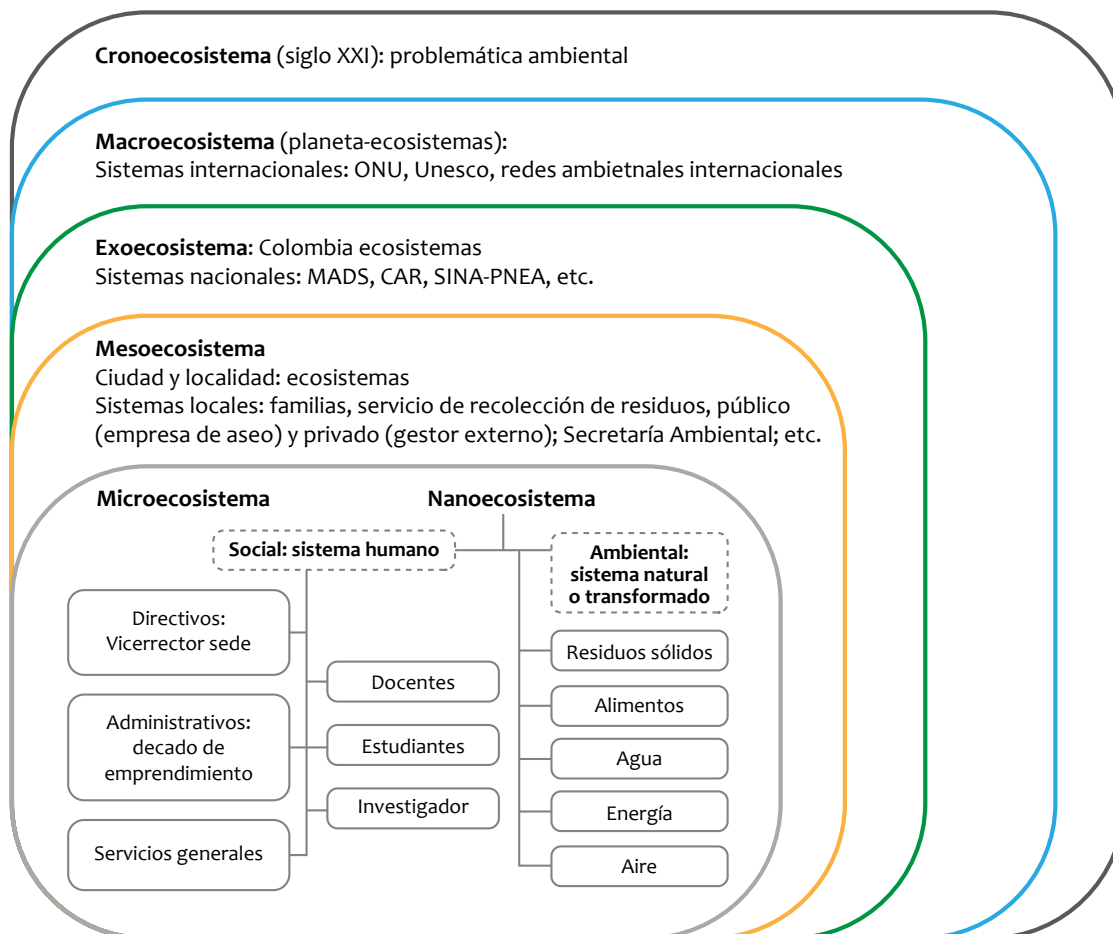 Cronoecosistema (siglo XXI): problemática ambiental
Macroecosistema (planeta-ecosistemas):
Sistemas internacionales: ONU, Unesco, redes ambietnales internacionales
Exoecosistema: Colombia ecosistemas
Sistemas nacionales: MADS, CAR, SINA-PNEA, etc.
Mesoecosistema
Ciudad y localidad: ecosistemas
Sistemas locales: familias, servicio de recolección de residuos, público
(empresa de aseo) y privado (gestor externo); Secretaría Ambiental; etc.
Microecosistema
Nanoecosistema
Social: sistema humano
Directivos:
Vicerrector sede
Administrativos:
decado de
emprendimiento
Servicios generales
Docentes
Estudiantes
Investigador
Ambiental:
sistema natural
o transformado
Residuos sólidos
Alimentos
Agua
Energía
Aire